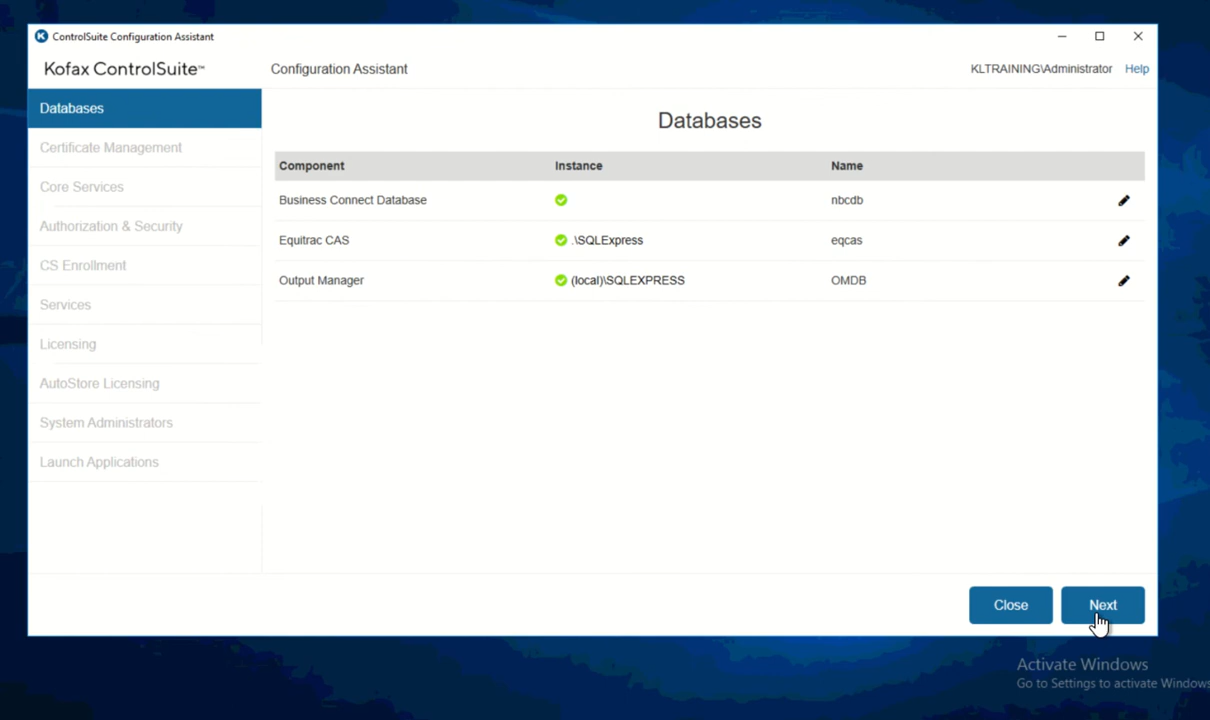 ControlSuite Configuration Assistant
Kofax ControlSuite™ Configuration Assistant KLTRAINING\Administrator Help
Databases
Certificate Management
Core Services
Authorization & Security
CS Enrollment
Services
Licensing
AutoStore Licensing
System Administrators
Launch Applications
Databases
Component Instance Name
Business Connect Database nbcdb
Equitrac CAS .\SQLExpress eqcas
Output Manager (local)\SQLEXPRESS OMDB
Close Next
Activate Windows
Go to Settings to activate Windows